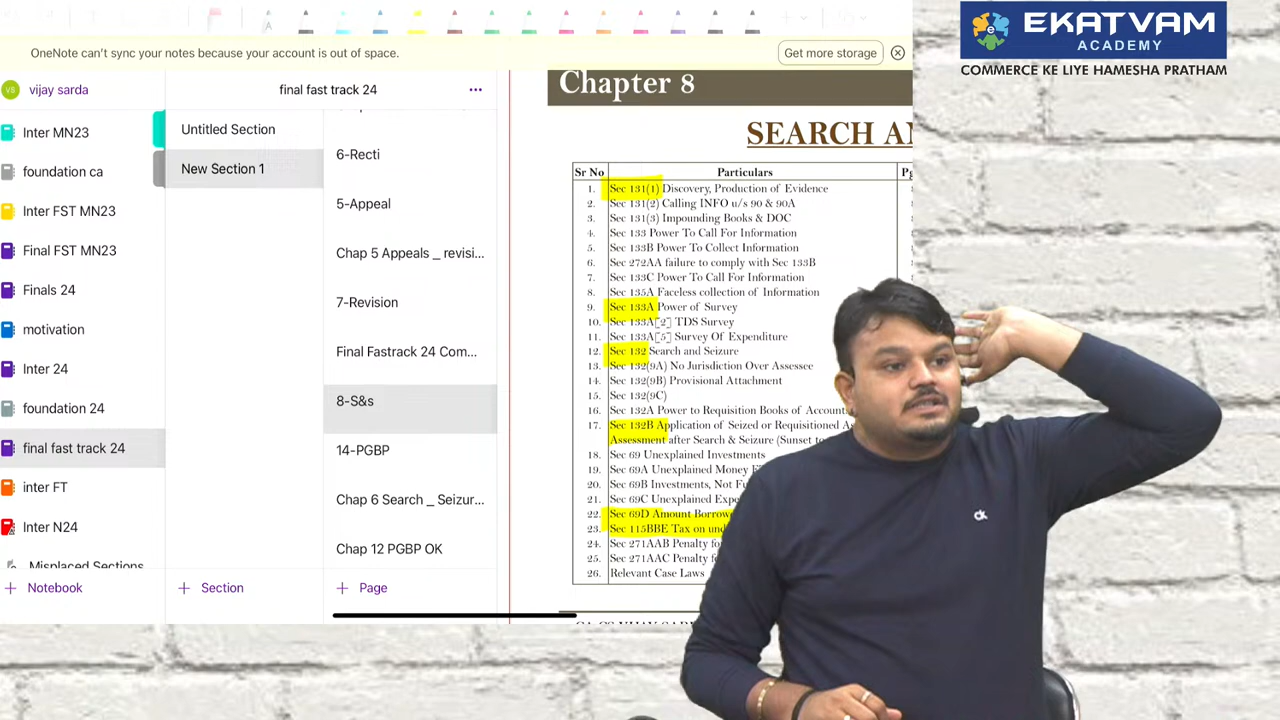 EKATVAM
ACADEMY
COMMERCE KE LIYE HAMESHA PRATHAM
OneNote can't sync your notes because your account is out of space.
Get more storage
VS
vijay sarda
Inter MN23
foundation ca
Inter FST MN23
Final FST MN23
Finals 24
motivation
Inter 24
foundation 24
final fast track 24
inter FT
Inter N24
Misplaced Sections
+ Notebook
final fast track 24
Untitled Section
New Section 1
+ Section
6-Recti
5-Appeal
Chap 5 Appeals _ revisi...
7-Revision
Final Fastrack 24 Com...
8-S&s
14-PGBP
Chap 6 Search _ Seizur...
Chap 12 PGBP OK
+ Page
Chapter 8
SEARCH
Sr No Particulars
1. Sec 131(1) Discovery, Production of Evidence
2. Sec 131(2) Calling INFO u/s 90 & 90A
3. Sec 131(3) Impounding Books & DOC
4. Sec 133 Power To Call For Information
5. Sec 133B Power To Collect Information
6. Sec 272AA failure to comply with Sec 133B
7. Sec 133C Power To Call For Information
8. Sec 135A Faceless collection of Information
9. Sec 133A Power of Survey
10. Sec 133A[2] TDS Survey
11. Sec 133A[5] Survey Of Expenditure
12. Sec 132 Search and Seizure
13. Sec 132(9A) No Jurisdiction Over Assessee
14. Sec 132(9B) Provisional Attachment
15. Sec 132(9C)
16. Sec 132A Power to Requisition Books of Account
17. Sec 132B Application of Seized or Requisitioned
Assessment after Search & Seizure (Sunset
18. Sec 69 Unexplained Investments
19. Sec 69A Unexplained Money
20. Sec 69B Investments, Not
21. Sec 69C Unexplained
22. Sec 69D Amount
23. Sec 115BBE Tax on
24. Sec 271AAB Penalty
25. Sec 271AAC Penalty
26. Relevant Case Laws